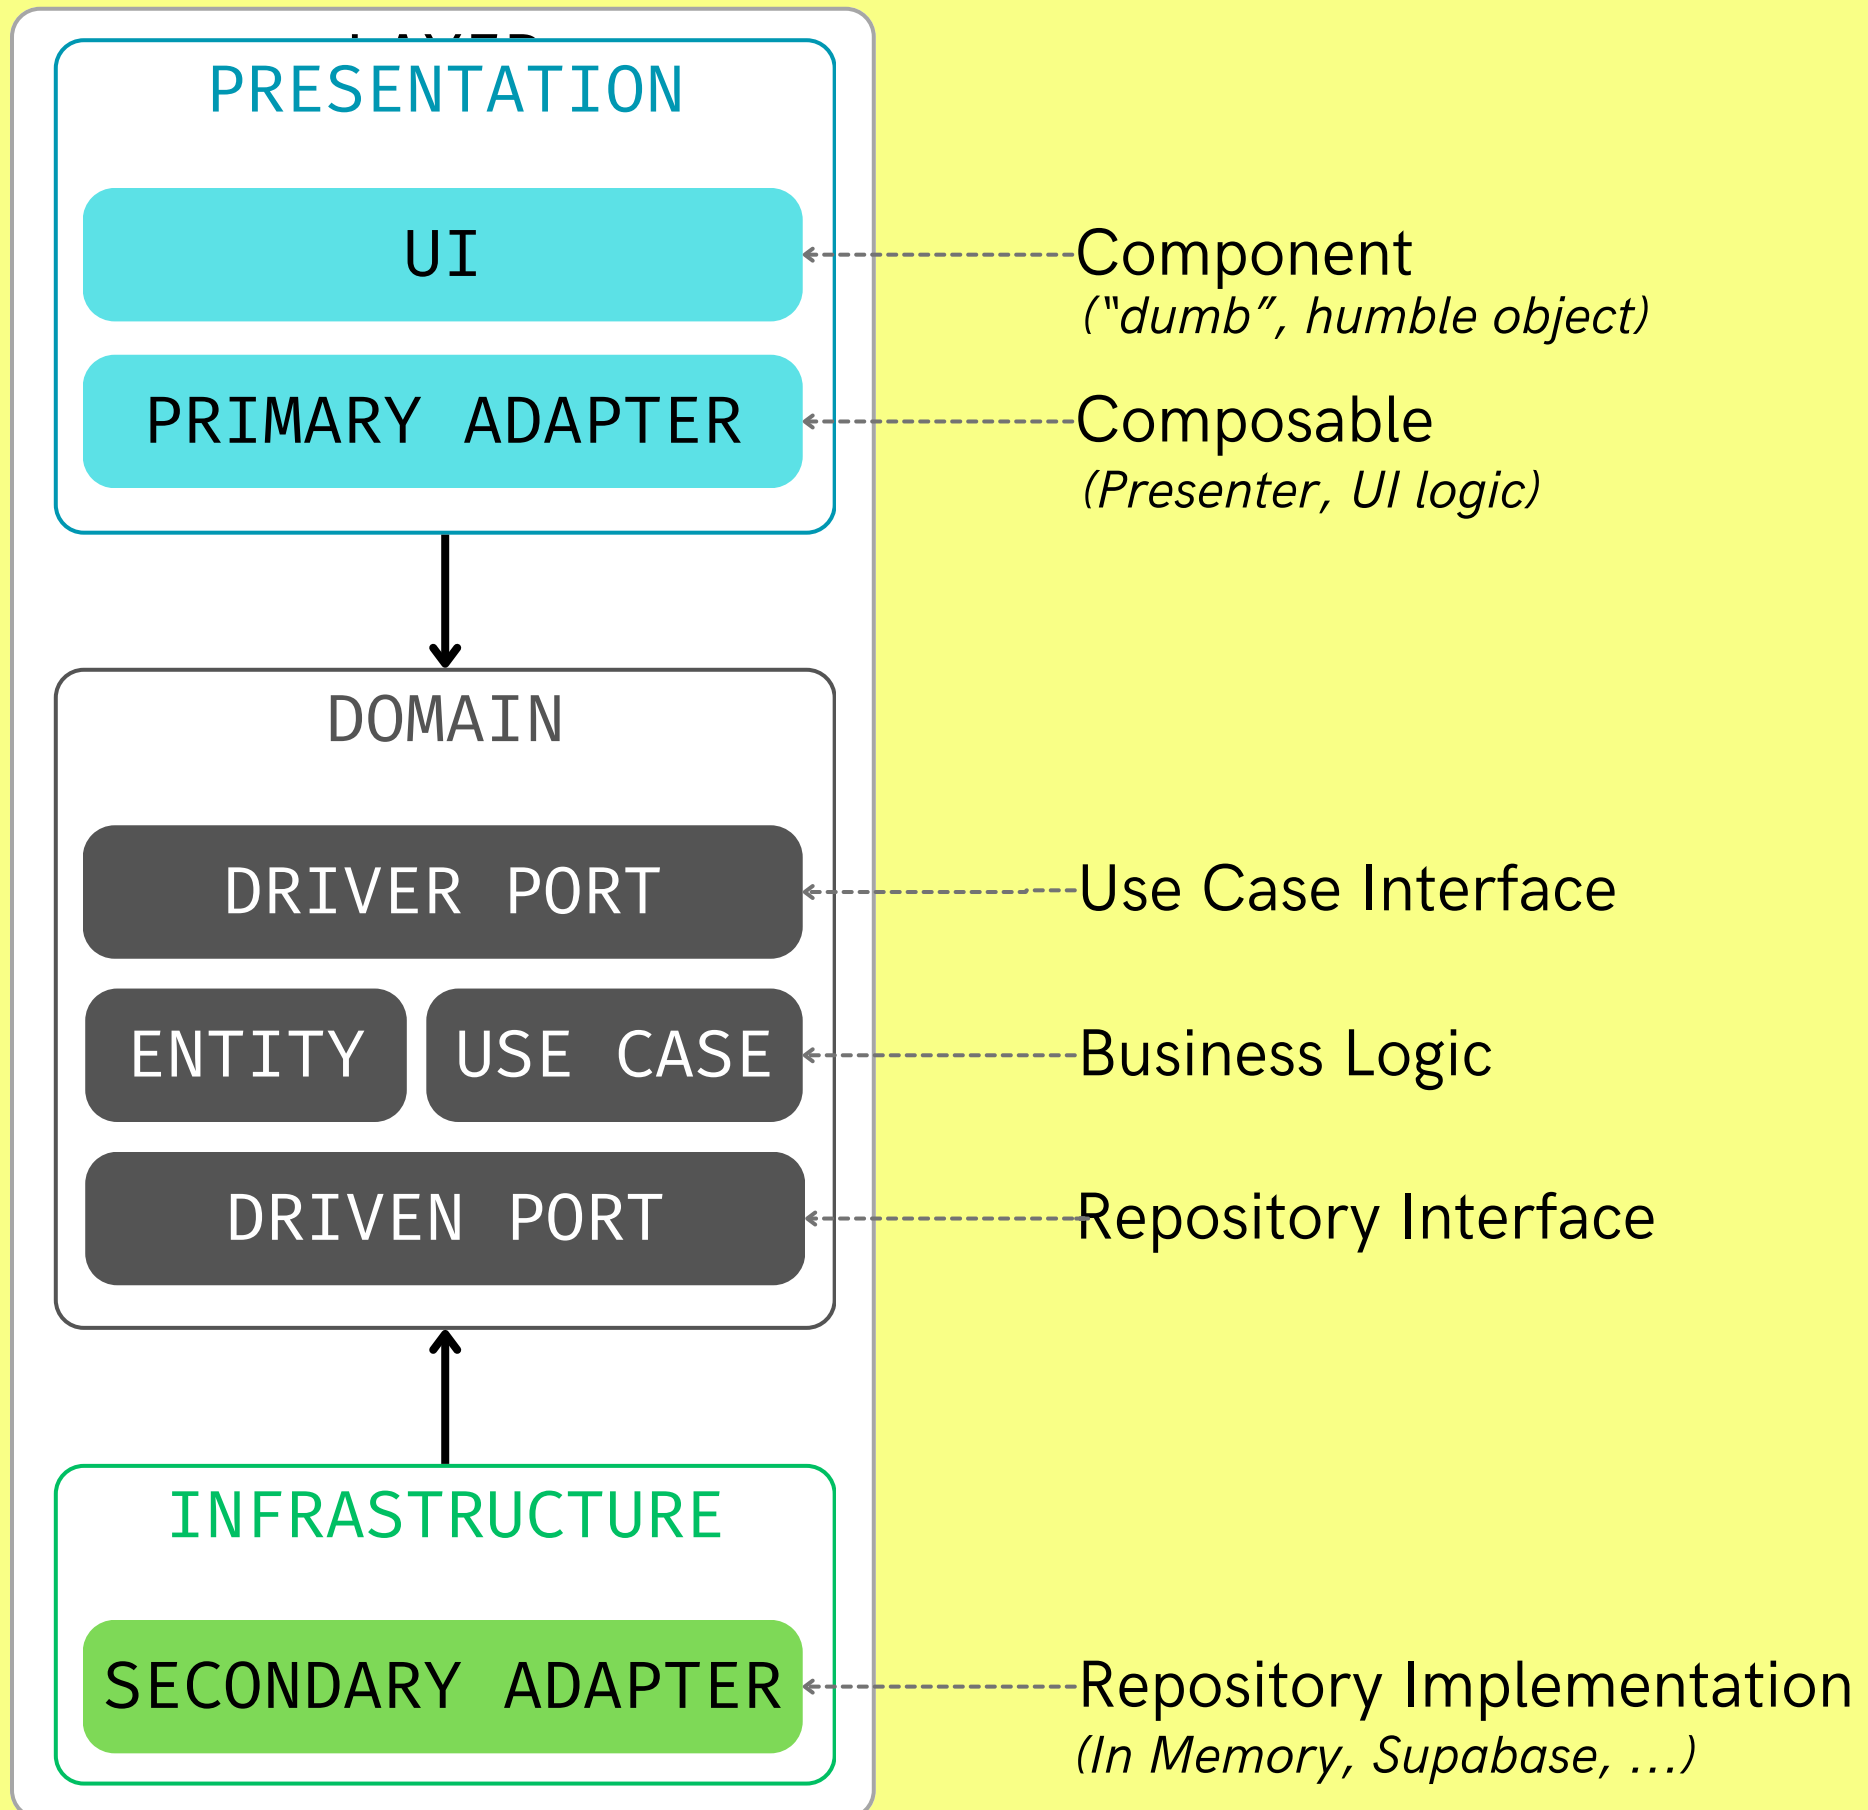 PRESENTATION
UI
Component
(“dumb”, humble object)
PRIMARY ADAPTER
Composable
(Presenter, UI logic)
DOMAIN
DRIVER PORT
Use Case Interface
ENTITY
USE CASE
Business Logic
DRIVEN PORT
Repository Interface
INFRASTRUCTURE
SECONDARY ADAPTER
Repository Implementation
(In Memory, Supabase, ...)